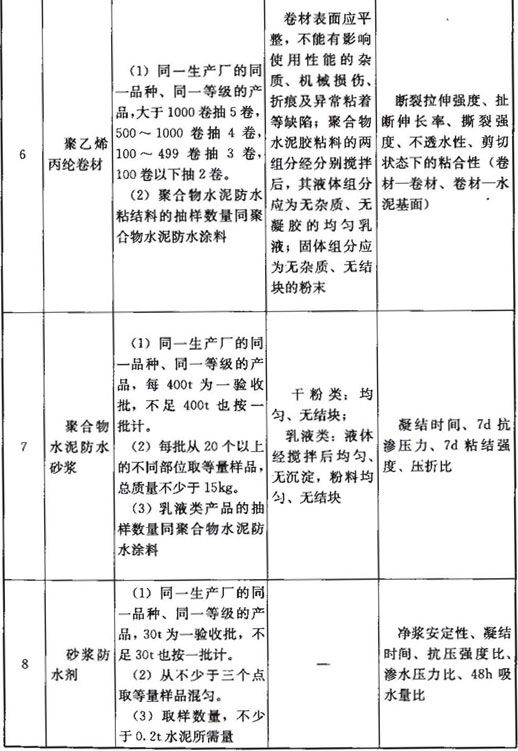 6
聚乙烯
丙纶卷材
(1) 同一生产厂的同
一品种、同一等级的产
品,大于 1000 卷抽 5 卷,
500～1000 卷抽 4 卷,
100～499 卷抽 3 卷,
100 卷以下抽 2 卷。
(2) 聚合物水泥防水
粘结料的抽样数量同聚
合物水泥防水涂料
卷材表面应平
整,不能有影响
使用性能的杂
质、机械损伤、
折痕及异常粘着
等缺陷;聚合物
水泥胶粘料的两
组分经分别搅拌
后,其液体组分
应为无杂质、无
凝胶的均匀乳
液;固体组分应
为无杂质、无结
块的粉末
断裂拉伸强度、扯
断伸长率、撕裂强
度、不透水性、剪切
状态下的粘合性(卷
材—卷材、卷材—水
泥基面)
7
聚合物
水泥防水
砂浆
(1) 同一生产厂的同
一品种、同一等级的产
品,每 400t 为一验收
批,不足 400t 也按一
批计。
(2) 每批从 20 个以上
的不同部位取等量样品,
总质量不少于 15kg。
(3) 乳液类产品的抽
样数量同聚合物水泥防
水涂料
干粉类:均
匀、无结块;
乳液类:液体
经搅拌后均匀、
无沉淀,粉料均
匀、无结块
凝结时间、7d 抗
渗压力、7d 粘结强
度、压折比
8
砂浆防
水剂
(1) 同一生产厂的同
一品种、同一等级的产
品,30t 为一验收批,不
足 30t 也按一批计。
(2) 从不少于三个点
取等量样品混匀。
(3) 取样数量,不少
于 0.2t 水泥所需量
—
净浆安定性、凝结
时间、抗压强度比、
渗水压力比、48h 吸
水量比